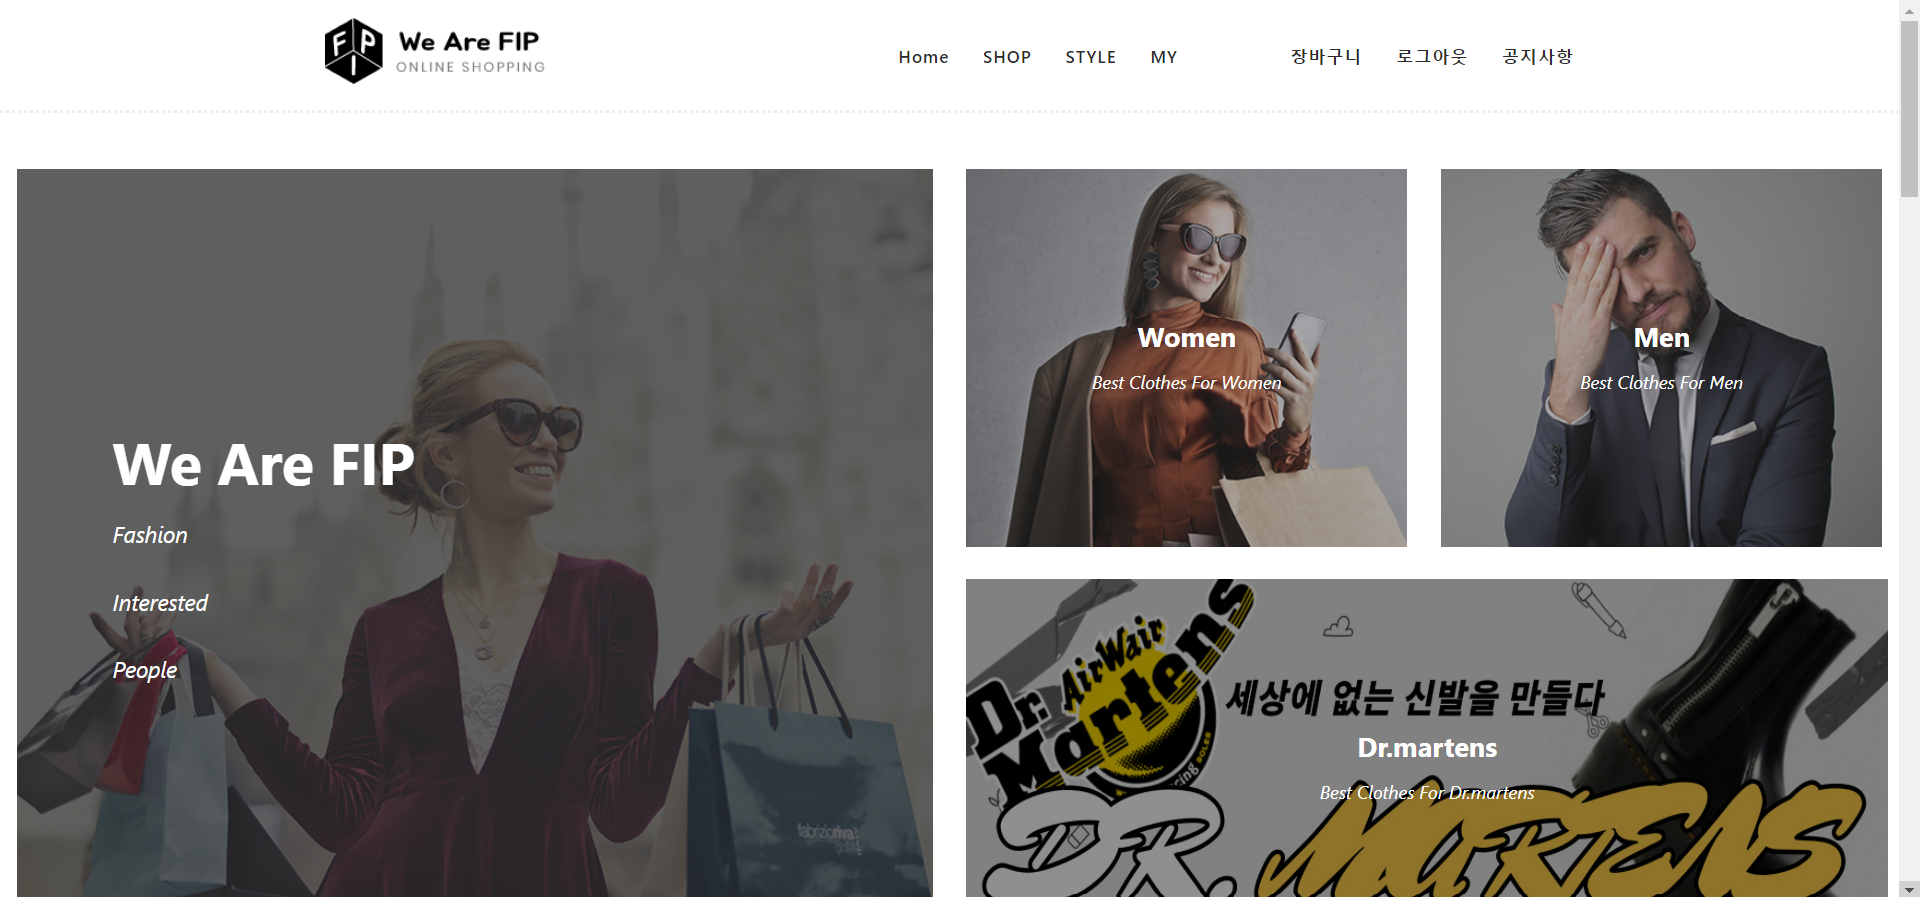 FIP
We Are FIP
ONLINE SHOPPING
Home SHOP STYLE MY 장바구니 로그아웃 공지사항
We Are FIP
Fashion
Interested
People
fabrizioriva
Women
Best Clothes For Women
Men
Best Clothes For Men
Dr. Martens
AirWair
SOLES
세상에 없는 신발을 만들다
Dr.martens
Best Clothes For Dr.martens
DR. MARTENS